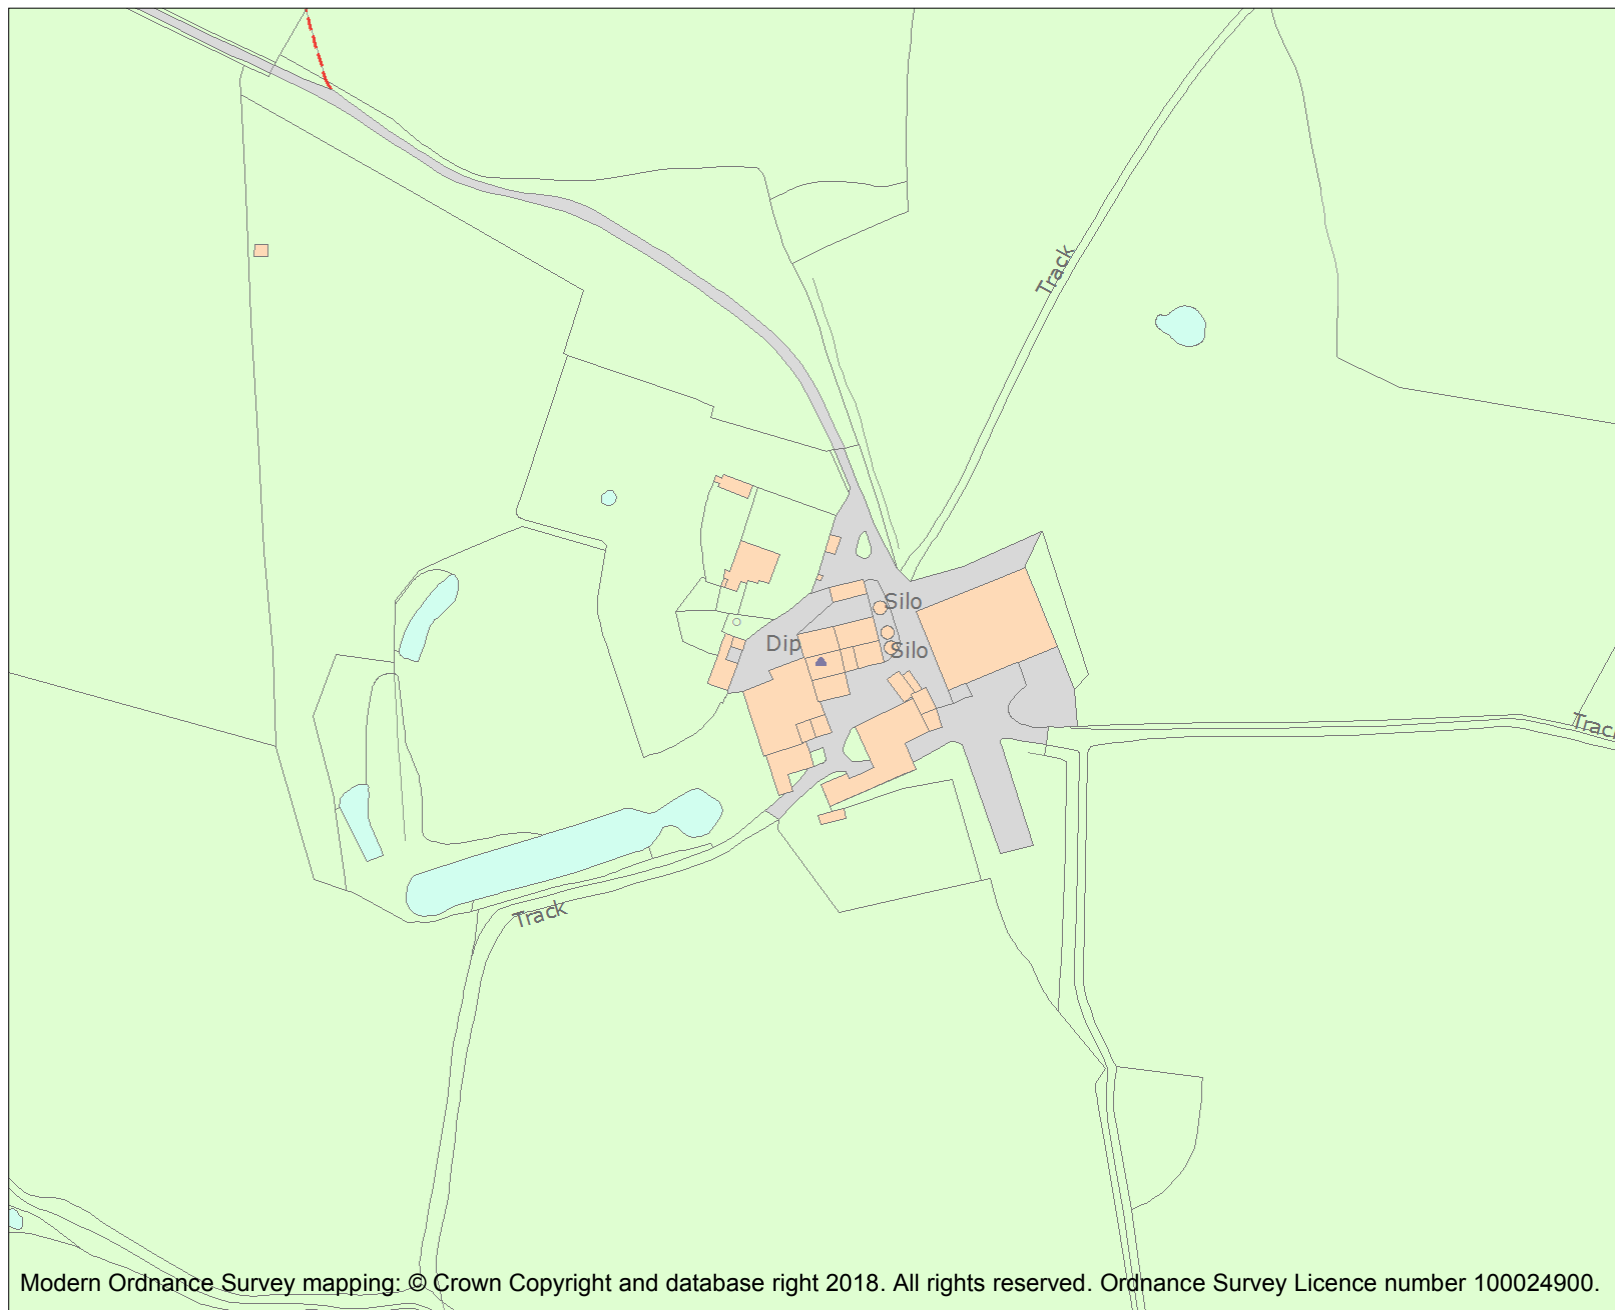 Track
Silo
Dip
Silo
Trac
Track
Modern Ordnance Survey mapping: © Crown Copyright and database right 2018. All rights reserved. Ordnance Survey Licence number 100024900.